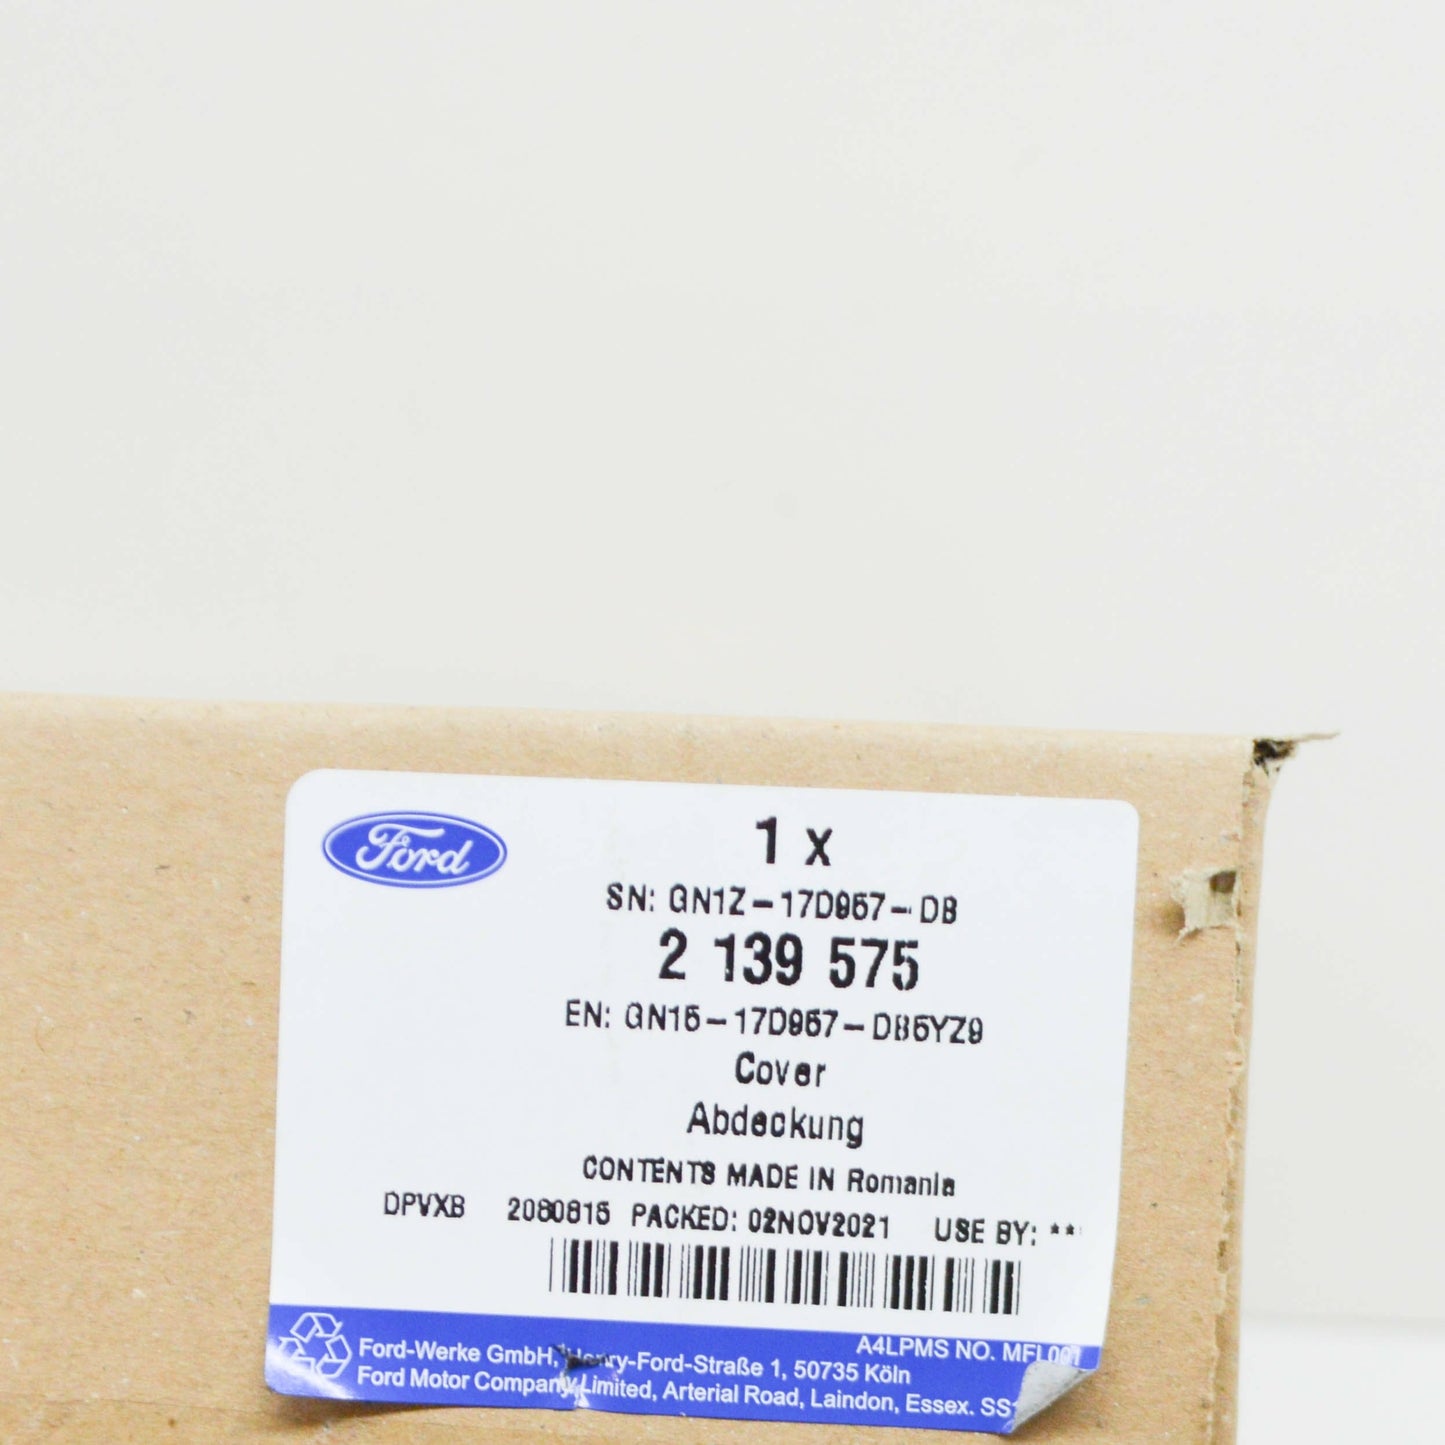 Ford
1 x
SN: GN1Z-17D957-DB
2 139 575
EN: GN15-17D957-DB5YZ9
Cover
Abdeckung
CONTENTS MADE IN Romania
DPVXB 2080815 PACKED: 02NOV2021 USE BY: **
A4LPMS NO. MFL001
Ford-Werke GmbH, Henry-Ford-Straße 1, 50735 Köln
Ford Motor Company Limited, Arterial Road, Laindon, Essex.